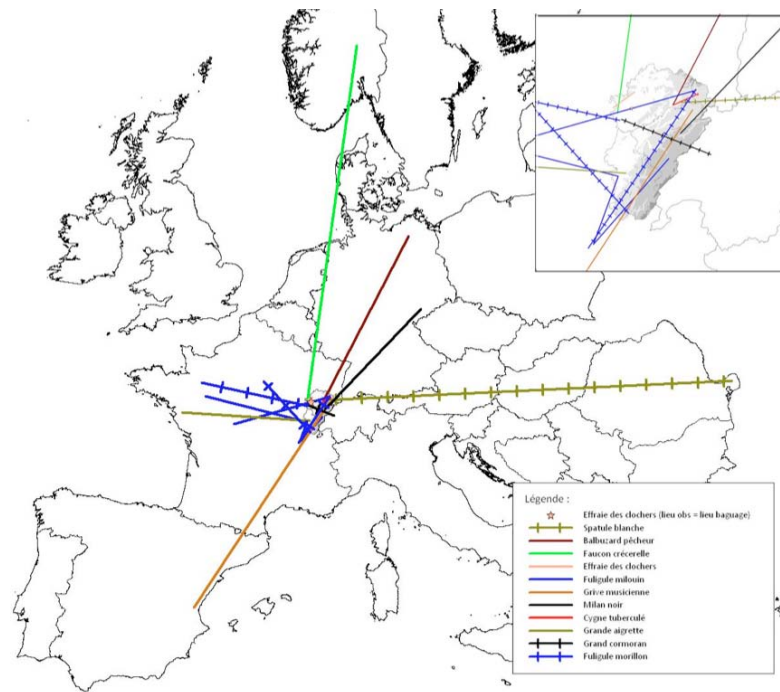 Légende :
Effraie des clochers (lieu obs = lieu baguage)
Spatule blanche
Balbuzard pêcheur
Faucon crécerelle
Effraie des clochers
Fuligule milouin
Grive musicienne
Milan noir
Cygne tuberculé
Grande aigrette
Grand cormoran
Fuligule morillon